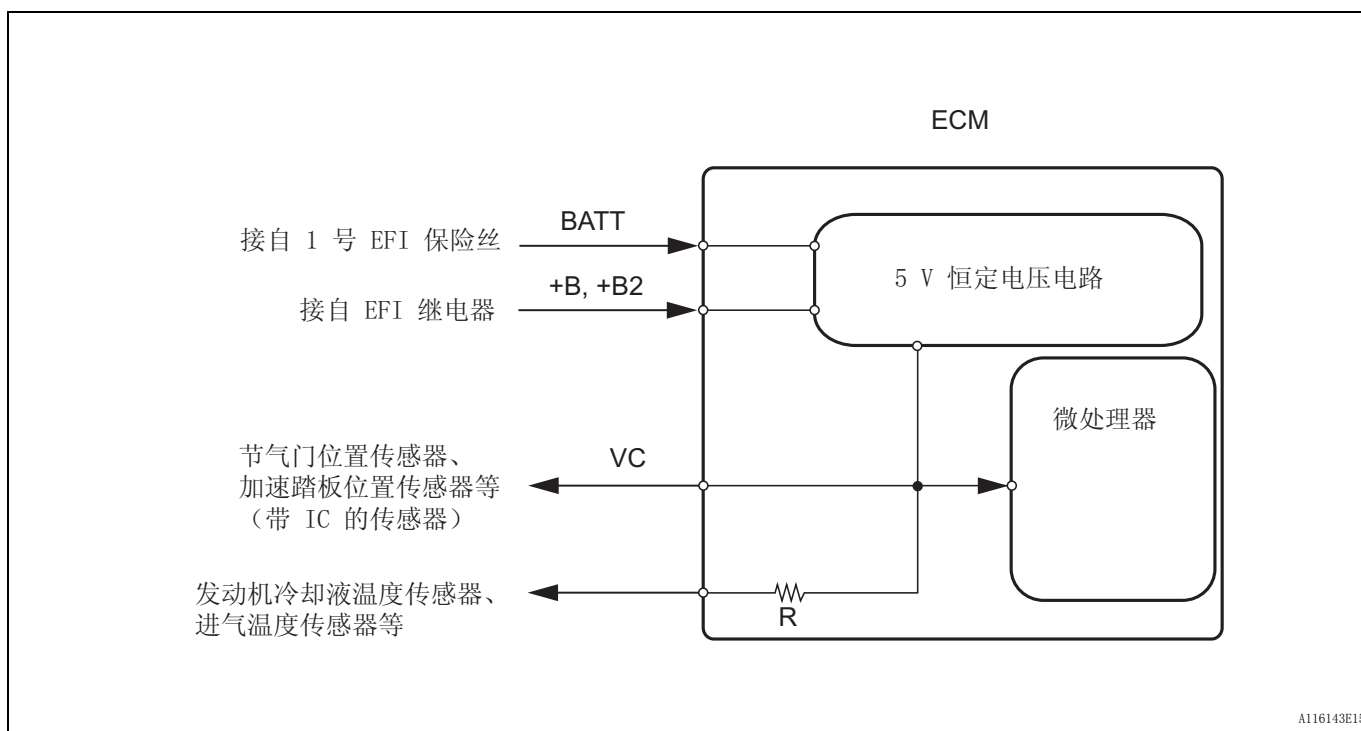 ECM
BATT
接自 1 号 EFI 保险丝
5 V 恒定电压电路
+B, +B2
接自 EFI 继电器
微处理器
节气门位置传感器、
VC
加速踏板位置传感器等
（带 IC 的传感器）
发动机冷却液温度传感器、
进气温度传感器等
R
A116143E15